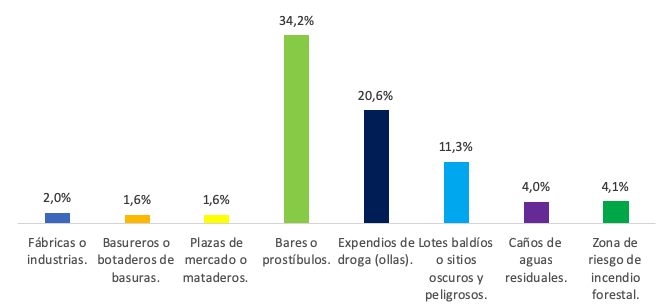 34,2%
20,6%
11,3%
2,0%
1,6%
1,6%
4,0%
4,1%
Fábricas o
industrias.
Basureros o
botaderos de
basuras.
Plazas de
mercado o
mataderos.
Bares o
prostíbulos.
Expendios de
droga (ollas).
Lotes baldíos
o sitios
oscuros y
peligrosos.
Caños de
aguas
residuales.
Zona de
riesgo de
incendio
forestal.